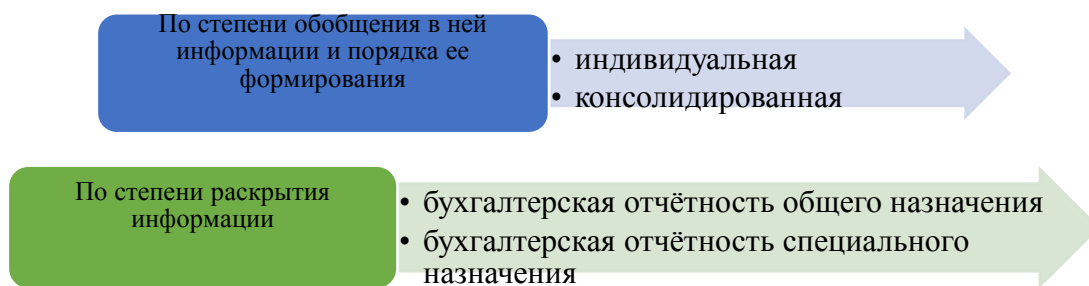 По степени обобщения в ней
информации и порядка ее
формирования
• индивидуальная
• консолидированная
По степени раскрытия
информации
• бухгалтерская отчётность общего назначения
• бухгалтерская отчётность специального
назначения